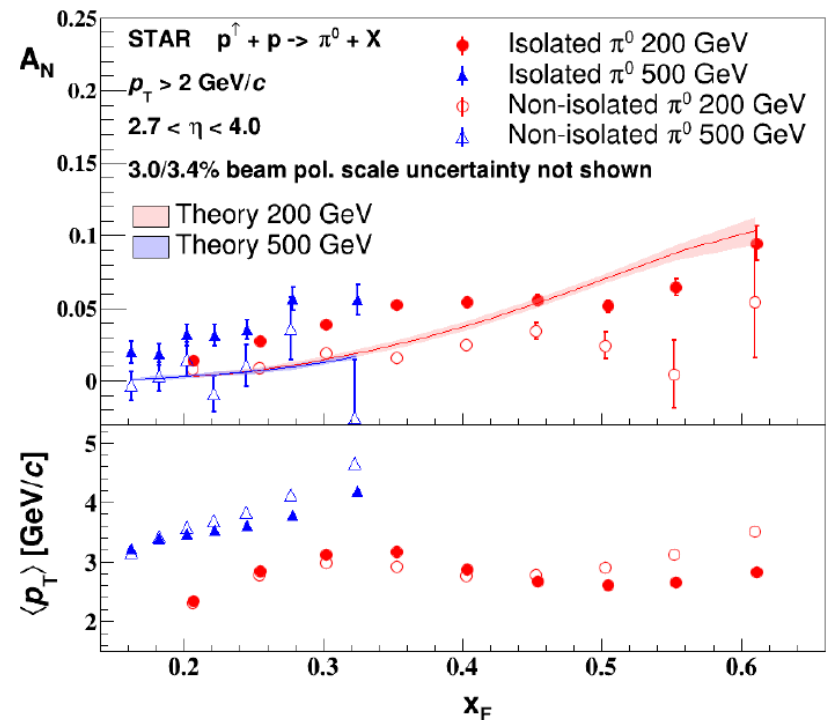 A_N
0.25
0.2
0.15
0.1
0.05
0
STAR p↑ + p -> π⁰ + X
p_T > 2 GeV/c
2.7 < η < 4.0
3.0/3.4% beam pol. scale uncertainty not shown
Isolated π⁰ 200 GeV
Isolated π⁰ 500 GeV
Non-isolated π⁰ 200 GeV
Non-isolated π⁰ 500 GeV
Theory 200 GeV
Theory 500 GeV
⟨p_T⟩ [GeV/c]
5
4
3
2
0.2 0.3 0.4 0.5 0.6
x_F